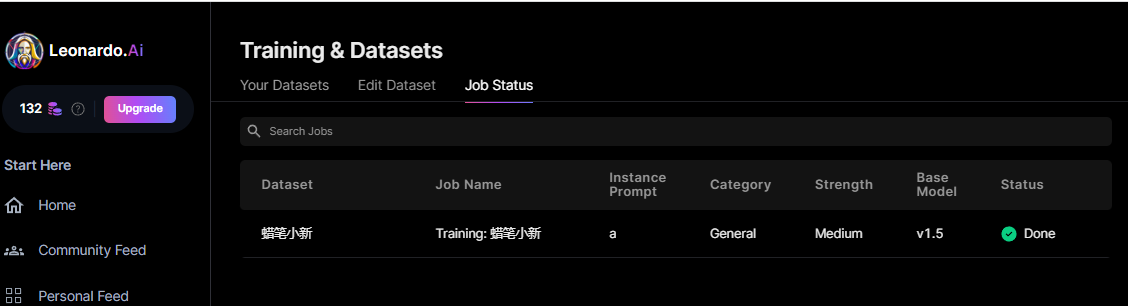 Leonardo.Ai
132
?
Upgrade
Start Here
Home
Community Feed
Personal Feed
Training & Datasets
Your Datasets Edit Dataset Job Status
Search Jobs
Dataset Job Name Instance Prompt Category Strength Base Model Status
蜡笔小新 Training: 蜡笔小新 a General Medium v1.5 Done